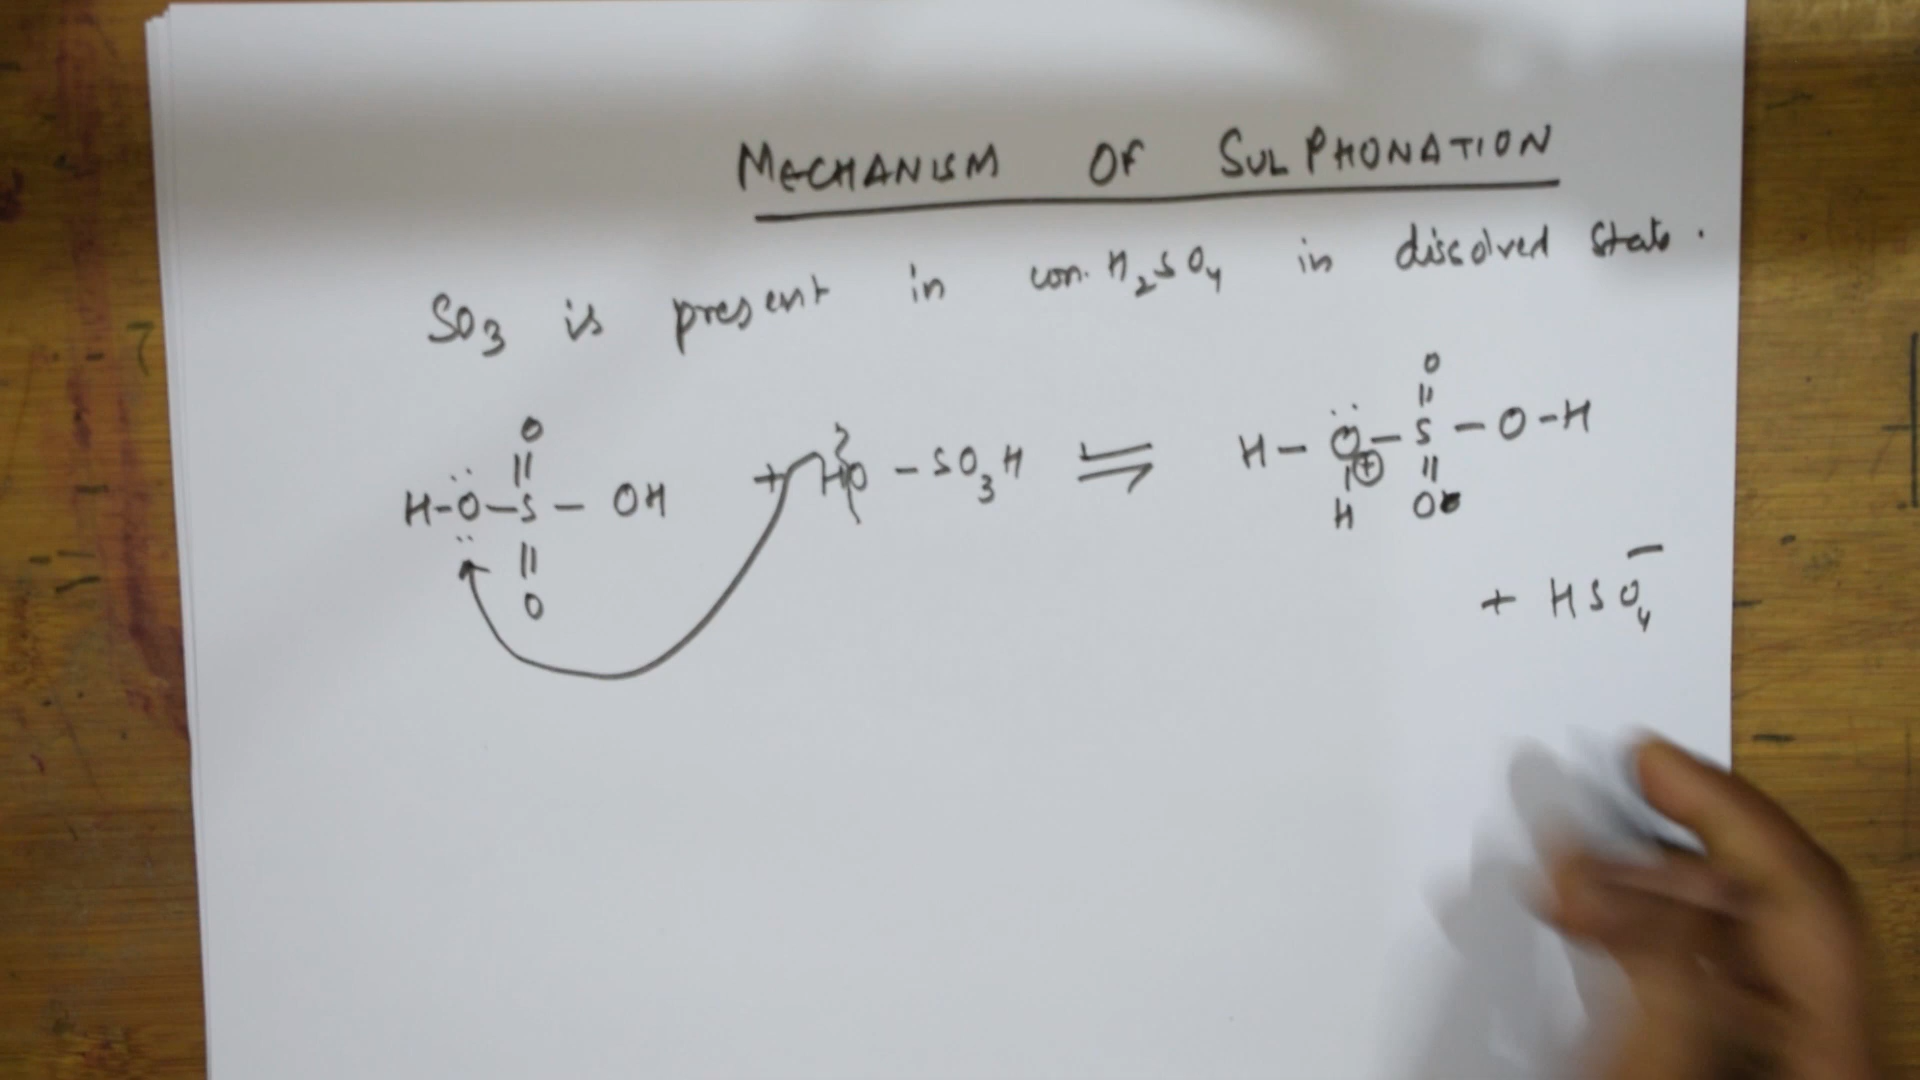 MECHANISM OF SULPHONATION
SO3 is present in con. H2SO4 in dissolved state.
O O
H-O-S-OH + HO-SO3H ⇌ H-O-S-O-H
O H O
⊕
+ HSO4−